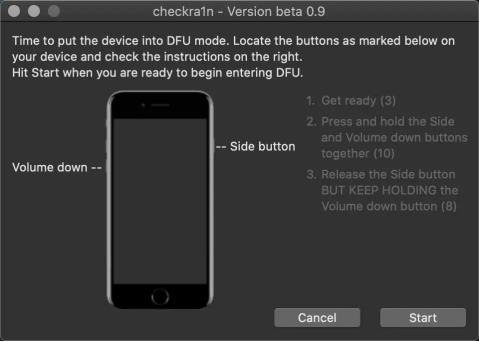 checkra1n - Version beta 0.9
Time to put the device into DFU mode. Locate the buttons as marked below on
your device and check the instructions on the right.
Hit Start when you are ready to begin entering DFU.
Volume down --
-- Side button
1. Get ready (3)
2. Press and hold the Side
and Volume down buttons
together (10)
3. Release the Side button
BUT KEEP HOLDING the
Volume down button (8)
Cancel
Start